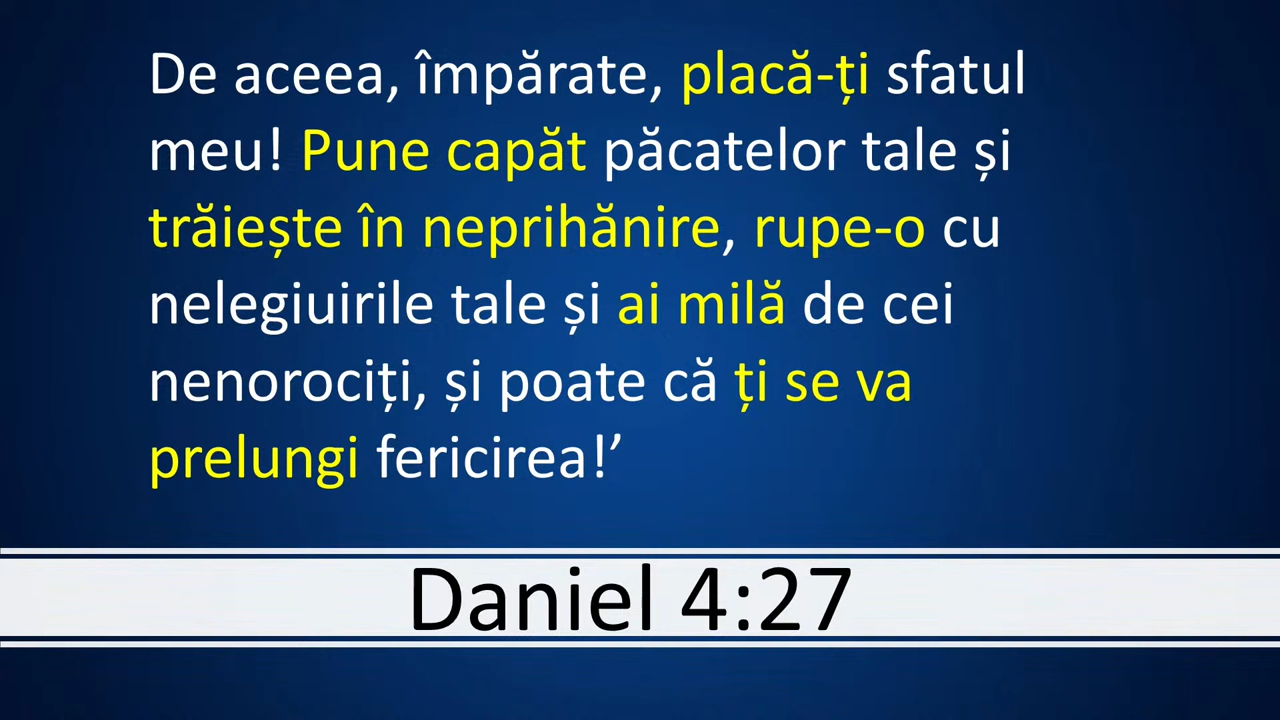 De aceea, împărate, placă-ți sfatul
meu! Pune capăt păcatelor tale și
trăiește în neprihănire, rupe-o cu
nelegiuirile tale și ai milă de cei
nenorociți, și poate că ți se va
prelungi fericirea!’
Daniel 4:27